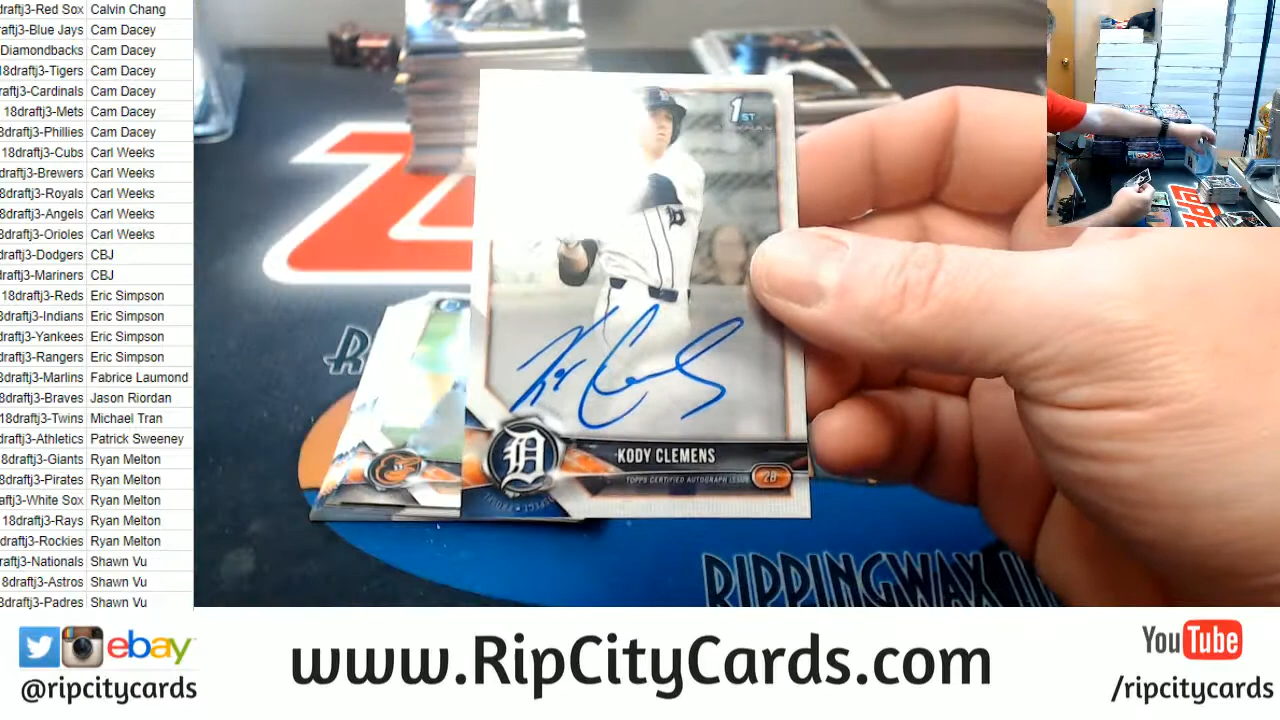 draftj3-Red Sox Calvin Chang
raftj3-Blue Jays Cam Dacey
Diamondbacks Cam Dacey
8draftj3-Tigers Cam Dacey
draftj3-Cardinals Cam Dacey
18draftj3-Mets Cam Dacey
8draftj3-Phillies Cam Dacey
18draftj3-Cubs Carl Weeks
draftj3-Brewers Carl Weeks
8draftj3-Royals Carl Weeks
8draftj3-Angels Carl Weeks
8draftj3-Orioles Carl Weeks
draftj3-Dodgers CBJ
draftj3-Mariners CBJ
18draftj3-Reds Eric Simpson
8draftj3-Indians Eric Simpson
draftj3-Yankees Eric Simpson
draftj3-Rangers Eric Simpson
8draftj3-Marlins Fabrice Laumond
8draftj3-Braves Jason Riordan
18draftj3-Twins Michael Tran
draftj3-Athletics Patrick Sweeney
8draftj3-Giants Ryan Melton
8draftj3-Pirates Ryan Melton
aftj3-White Sox Ryan Melton
18draftj3-Rays Ryan Melton
draftj3-Rockies Ryan Melton
raftj3-Nationals Shawn Vu
8draftj3-Astros Shawn Vu
8draftj3-Padres Shawn Vu
1ST
D
KODY CLEMENS
TOPPS CERTIFIED AUTOGRAPH ISSUE 2B
RIPPINGWAX
ebay
@ripcitycards
www.RipCityCards.com
YouTube
/ripcitycards